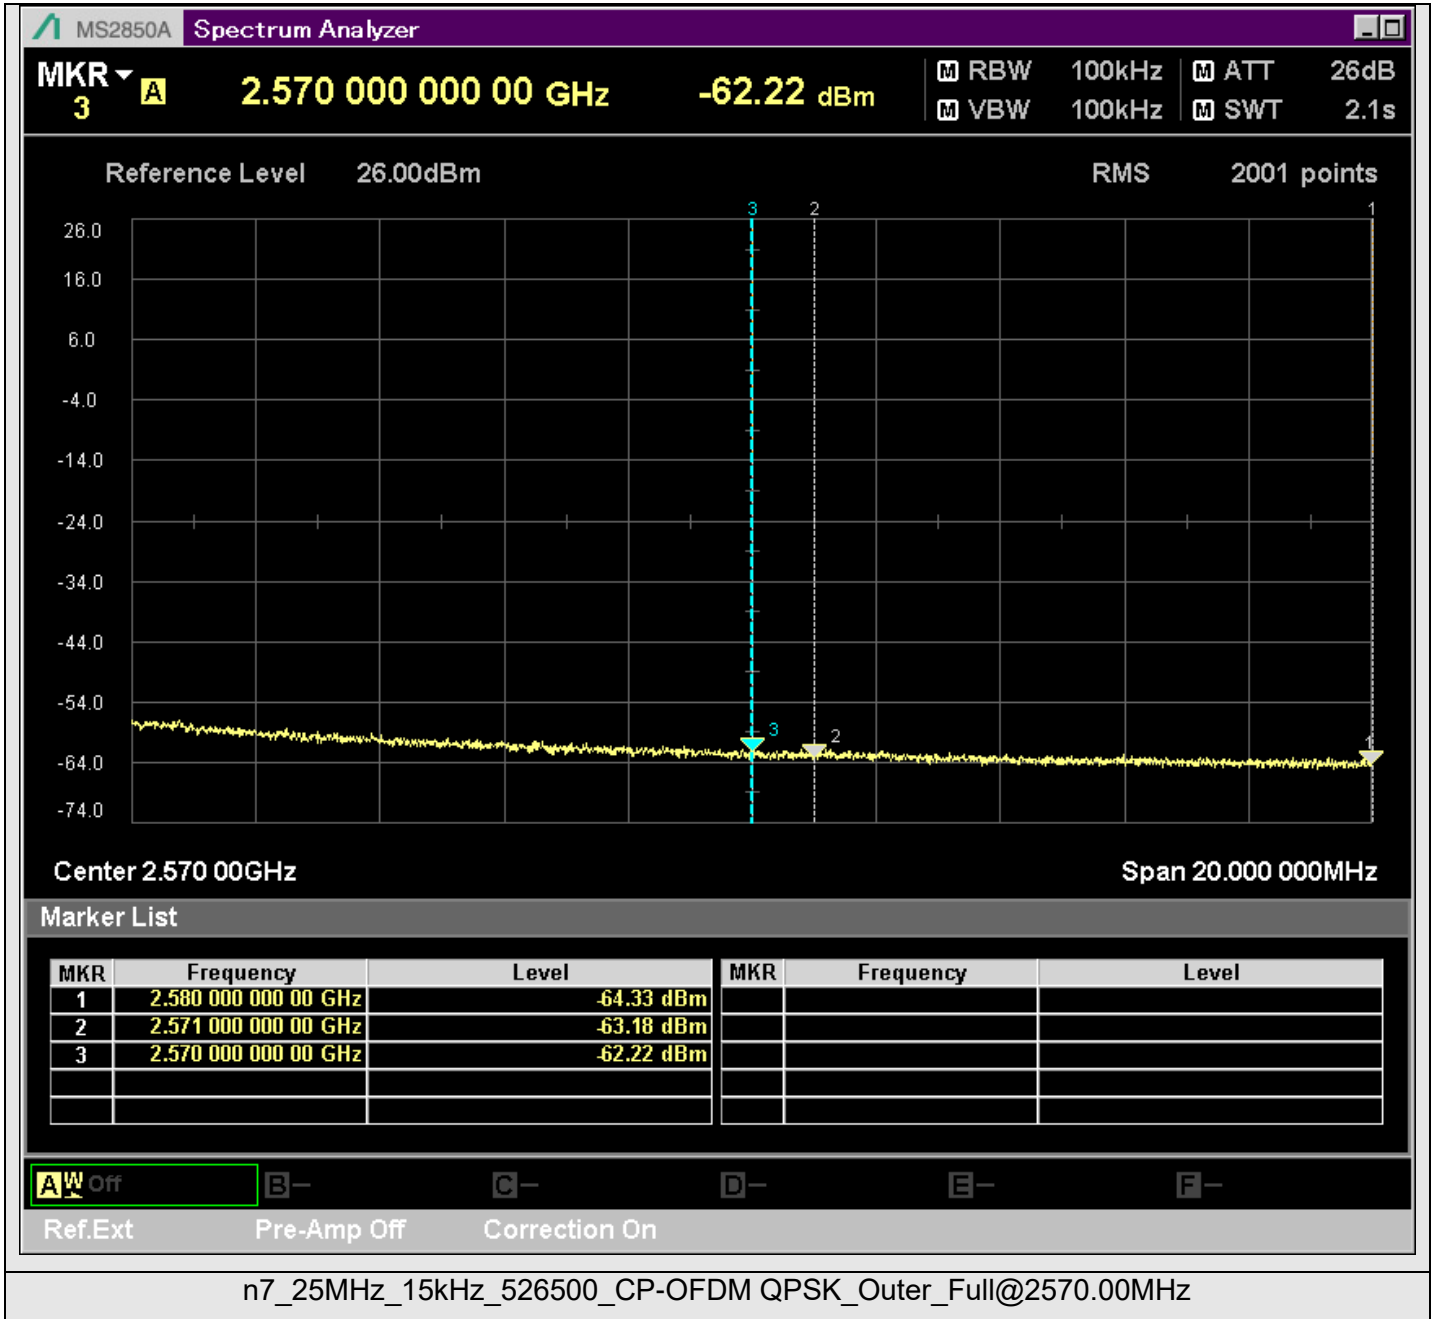 MS2850A Spectrum Analyzer
MKR 3 A 2.570 000 000 00 GHz -62.22 dBm
M RBW 100kHz M ATT 26dB
M VBW 100kHz M SWT 2.1s
Reference Level 26.00dBm RMS 2001 points
3 2 1
26.0
16.0
6.0
-4.0
-14.0
-24.0
-34.0
-44.0
-54.0
3 2 1
-64.0
-74.0
Center 2.570 00GHz Span 20.000 000MHz
Marker List
MKR Frequency Level MKR Frequency Level
1 2.580 000 000 00 GHz -64.33 dBm
2 2.571 000 000 00 GHz -63.18 dBm
3 2.570 000 000 00 GHz -62.22 dBm
A W Off B C D E F
Ref.Ext Pre-Amp Off Correction On
n7_25MHz_15kHz_526500_CP-OFDM QPSK_Outer_Full@2570.00MHz